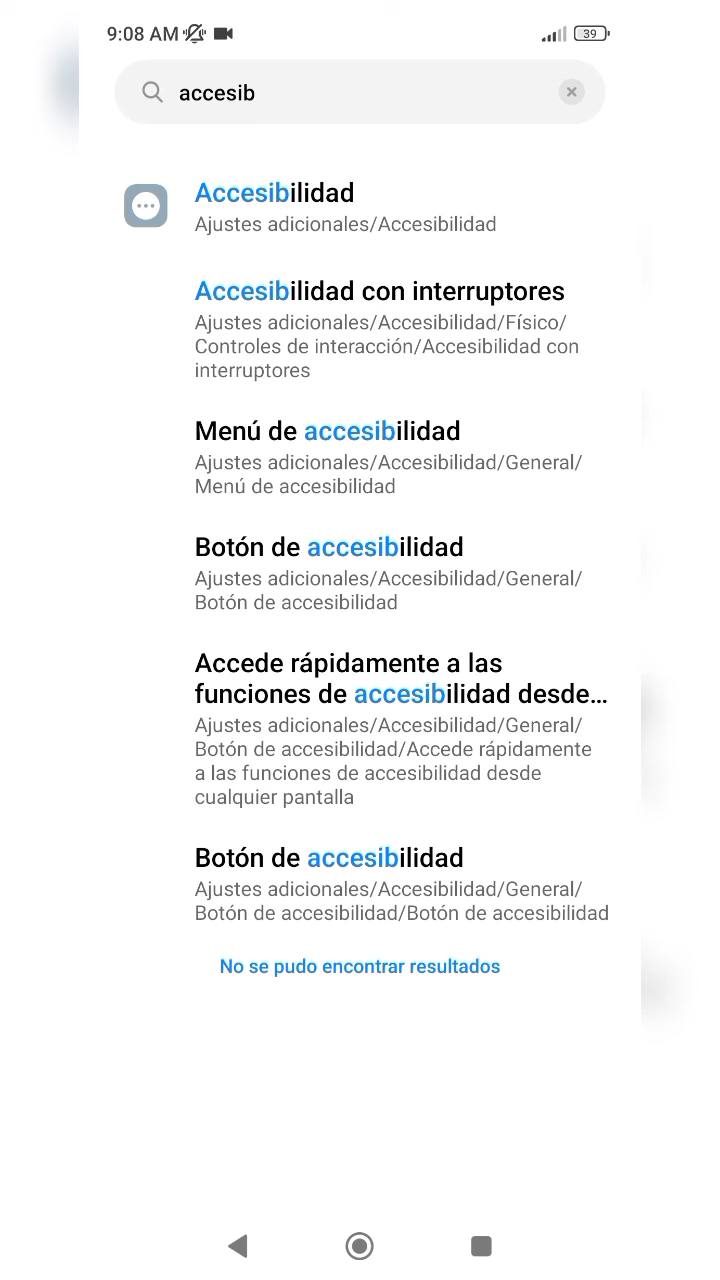 9:08 AM
39
accesib
Accesibilidad
Ajustes adicionales/Accesibilidad
Accesibilidad con interruptores
Ajustes adicionales/Accesibilidad/Físico/
Controles de interacción/Accesibilidad con
interruptores
Menú de accesibilidad
Ajustes adicionales/Accesibilidad/General/
Menú de accesibilidad
Botón de accesibilidad
Ajustes adicionales/Accesibilidad/General/
Botón de accesibilidad
Accede rápidamente a las
funciones de accesibilidad desde...
Ajustes adicionales/Accesibilidad/General/
Botón de accesibilidad/Accede rápidamente
a las funciones de accesibilidad desde
cualquier pantalla
Botón de accesibilidad
Ajustes adicionales/Accesibilidad/General/
Botón de accesibilidad/Botón de accesibilidad
No se pudo encontrar resultados